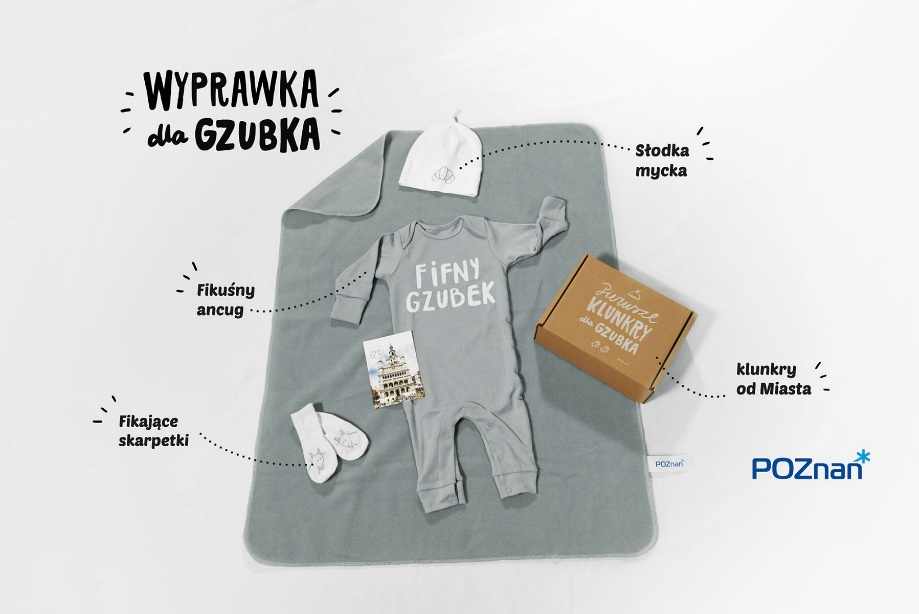 WYPRAWKA
dla GZUBKA
Słodka
mycka
FiFNY
GZUBEK
Fikuśny
ancug
Pierwsze
KLUNKRY
dla GZUBKA
klunkry
od Miasta
Fikające
skarpetki
POZnan*
POZnan*